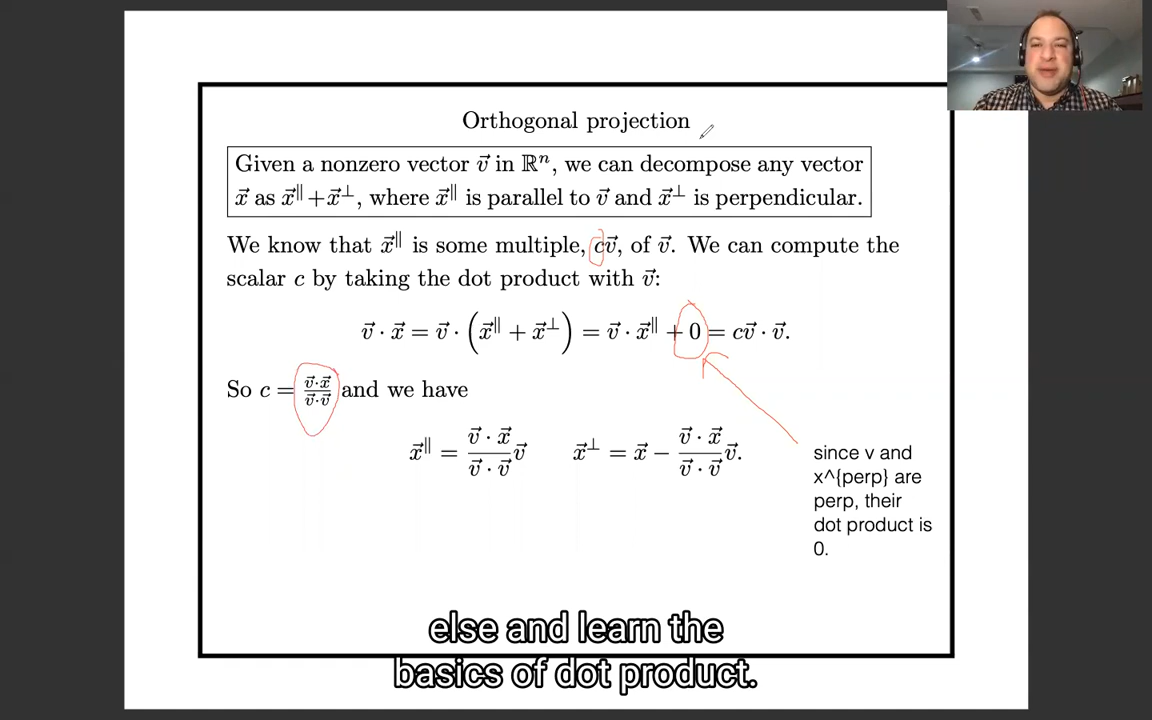 Orthogonal projection
Given a nonzero vector v⃗ in ℝⁿ, we can decompose any vector
x⃗ as x⃗^∥ + x⃗^⊥, where x⃗^∥ is parallel to v⃗ and x⃗^⊥ is perpendicular.
We know that x⃗^∥ is some multiple, cv⃗, of v⃗. We can compute the
scalar c by taking the dot product with v⃗:
v⃗ · x⃗ = v⃗ · (x⃗^∥ + x⃗^⊥) = v⃗ · x⃗^∥ + 0 = cv⃗ · v⃗.
So c = (v⃗·x⃗)/(v⃗·v⃗) and we have
x⃗^∥ = (v⃗ · x⃗)/(v⃗ · v⃗) v⃗    x⃗^⊥ = x⃗ − (v⃗ · x⃗)/(v⃗ · v⃗) v⃗.
since v and
x^{perp} are
perp, their
dot product is
0.
else and learn the
basics of dot product.